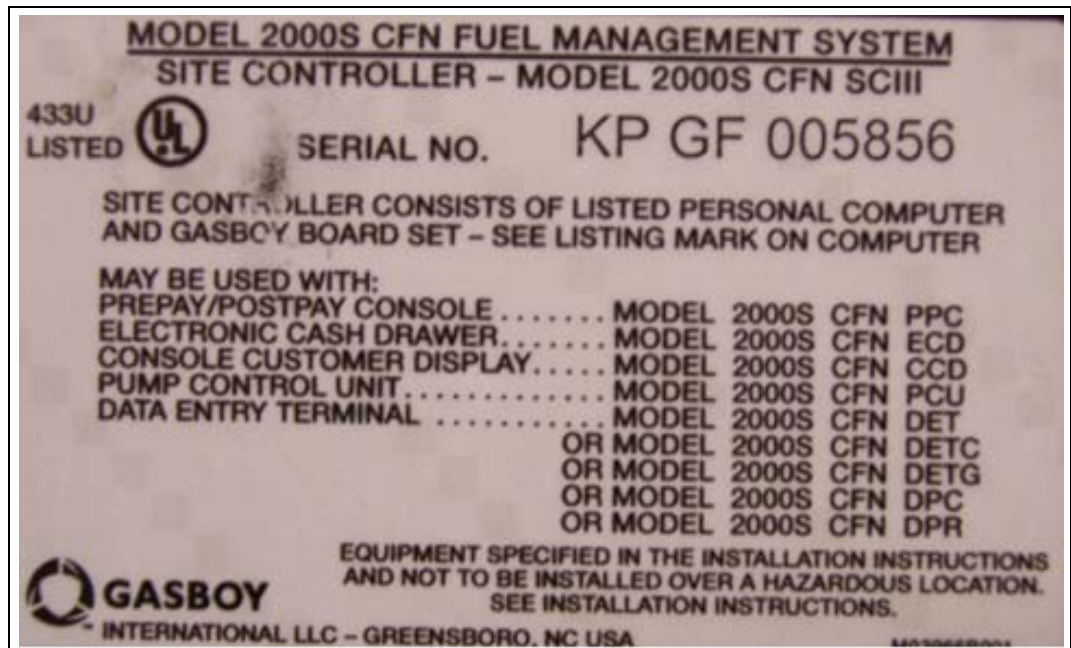 MODEL 2000S CFN FUEL MANAGEMENT SYSTEM
SITE CONTROLLER – MODEL 2000S CFN SCIII
433U
LISTED UL SERIAL NO. KP GF 005856
SITE CONTROLLER CONSISTS OF LISTED PERSONAL COMPUTER
AND GASBOY BOARD SET – SEE LISTING MARK ON COMPUTER
MAY BE USED WITH:
PREPAY/POSTPAY CONSOLE ....... MODEL 2000S CFN PPC
ELECTRONIC CASH DRAWER....... MODEL 2000S CFN ECD
CONSOLE CUSTOMER DISPLAY..... MODEL 2000S CFN CCD
PUMP CONTROL UNIT............. MODEL 2000S CFN PCU
DATA ENTRY TERMINAL ........... MODEL 2000S CFN DET
OR MODEL 2000S CFN DETC
OR MODEL 2000S CFN DETG
OR MODEL 2000S CFN DPC
OR MODEL 2000S CFN DPR
EQUIPMENT SPECIFIED IN THE INSTALLATION INSTRUCTIONS
AND NOT TO BE INSTALLED OVER A HAZARDOUS LOCATION.
SEE INSTALLATION INSTRUCTIONS.
GASBOY
INTERNATIONAL LLC – GREENSBORO, NC USA